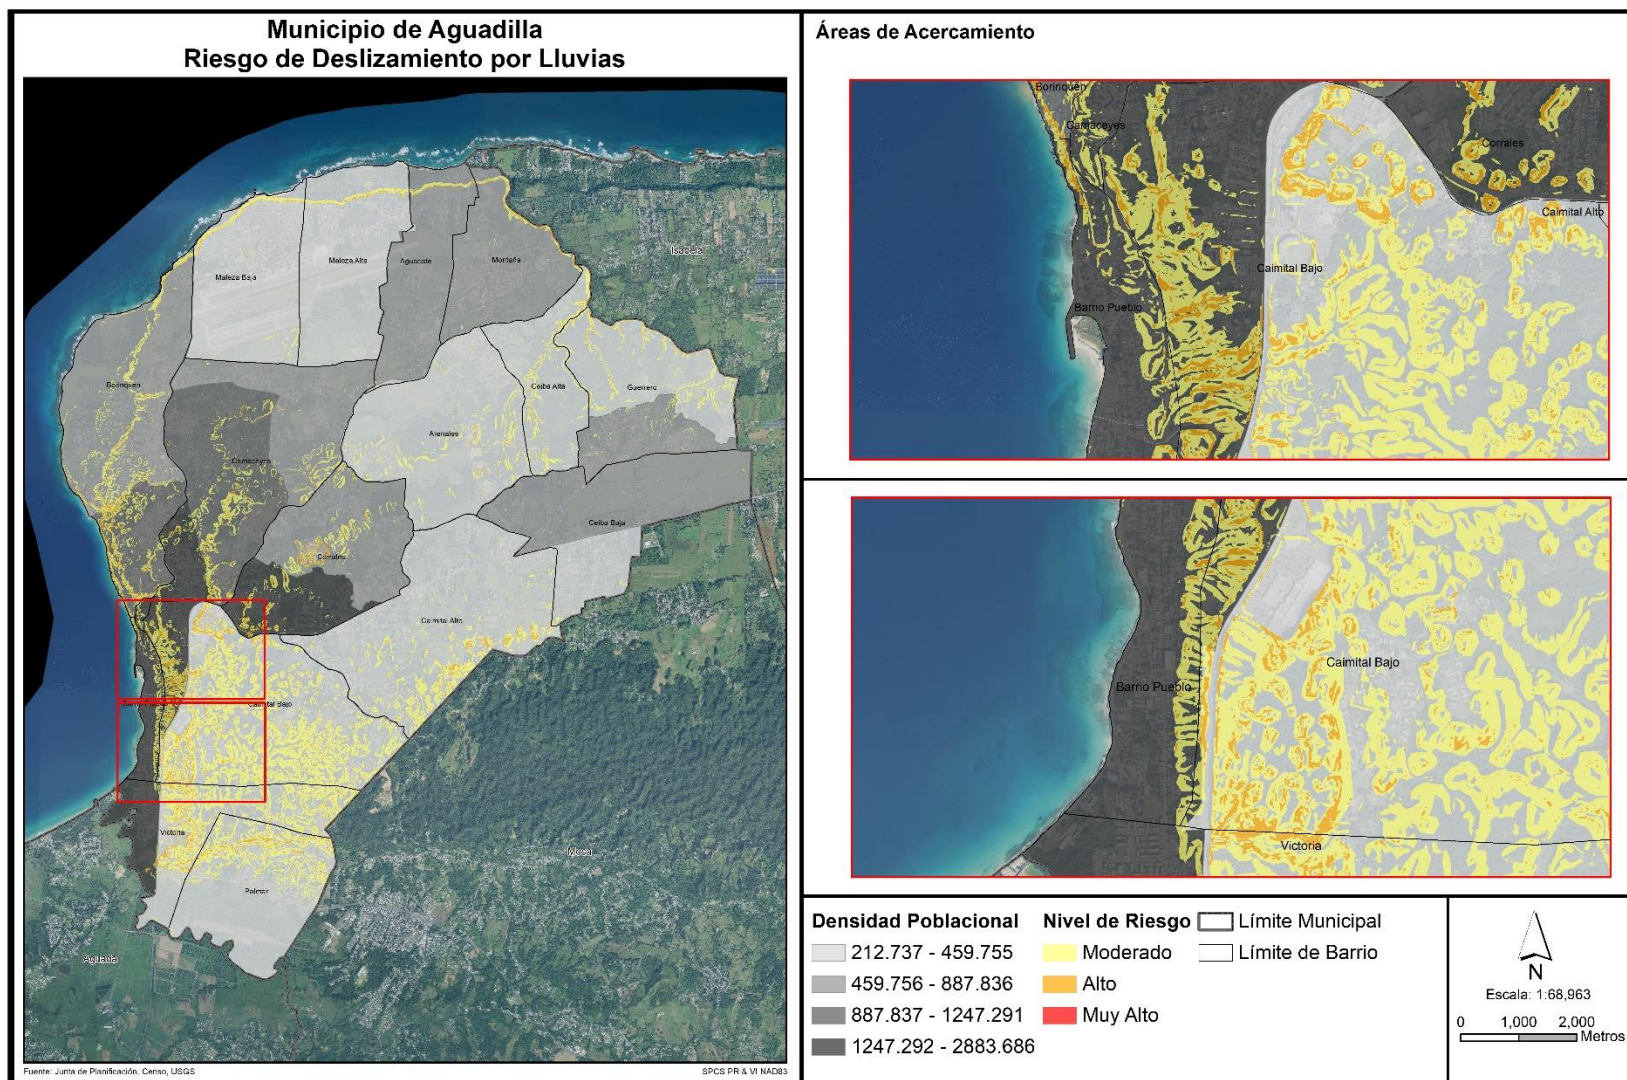 Municipio de Aguadilla
Riesgo de Deslizamiento por Lluvias
Isabela
Maleza Baja
Maleza Alta
Aguacate
Montaña
Borinquen
Ceiba Alta
Guerrero
Arenales
Camaceyes
Ceiba Baja
Corrales
Caimital Alto
Caimital Bajo
Victoria
Moca
Palmar
Aguada
Fuente: Junta de Planificación, Censo, USGS
SPCS PR & VI NAD83
Áreas de Acercamiento
Borinquen
Camaceyes
Corrales
Caimital Alto
Caimital Bajo
Barrio Pueblo
Caimital Bajo
Barrio Pueblo
Victoria
Densidad Poblacional
212.737 - 459.755
459.756 - 887.836
887.837 - 1247.291
1247.292 - 2883.686
Nivel de Riesgo
Moderado
Alto
Muy Alto
Límite Municipal
Límite de Barrio
N
Escala: 1:68,963
0 1,000 2,000
Metros